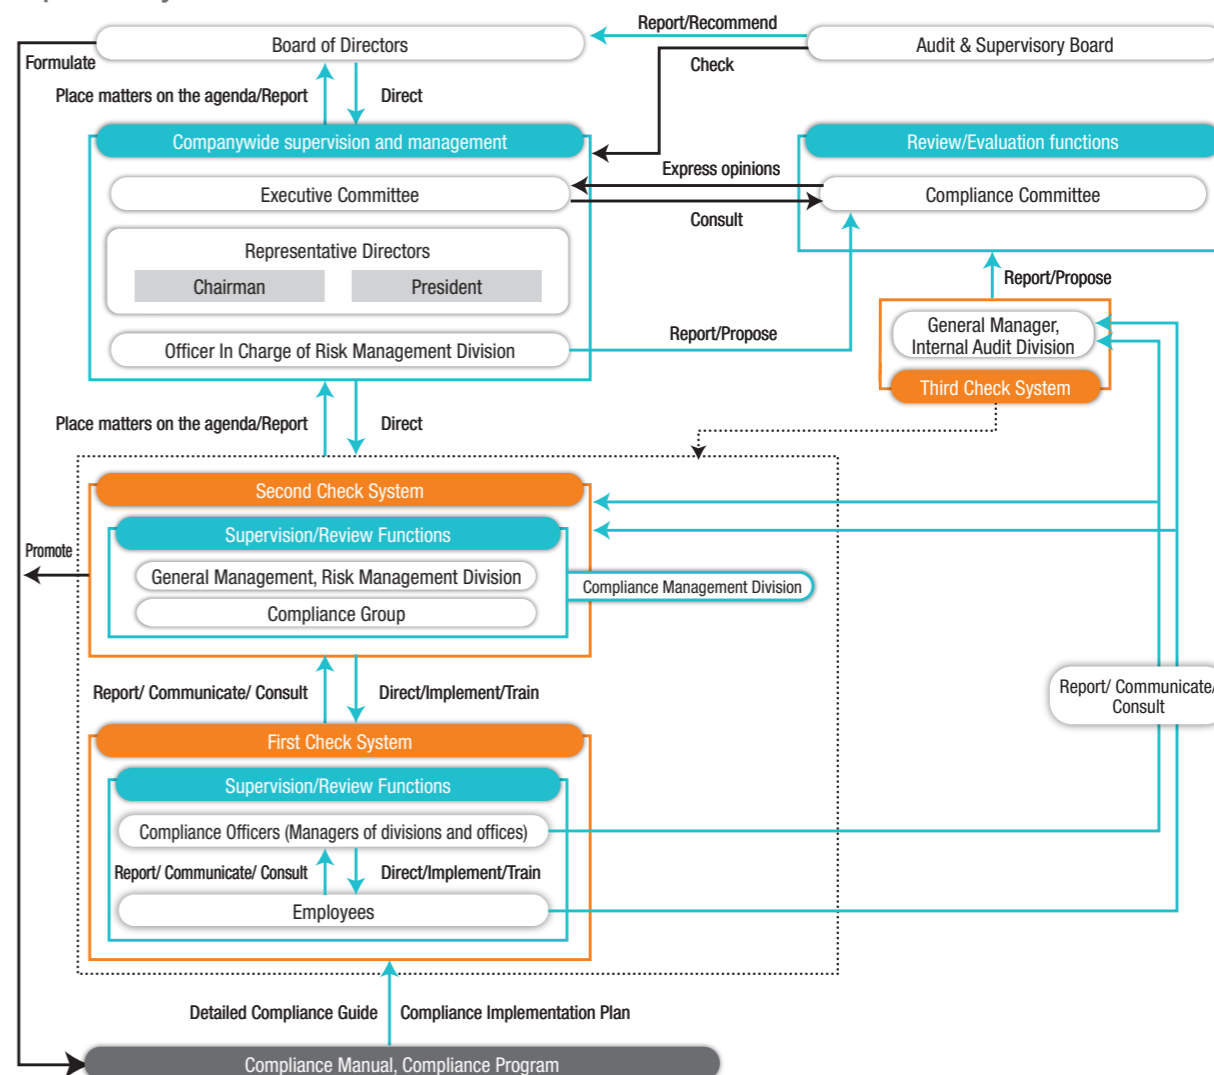 Report/Recommend
Board of Directors
Audit & Supervisory Board
Formulate
Check
Place matters on the agenda/Report
Direct
Companywide supervision and management
Review/Evaluation functions
Express opinions
Executive Committee
Compliance Committee
Consult
Representative Directors
Chairman
President
Report/Propose
General Manager,
Internal Audit Division
Report/Propose
Officer In Charge of Risk Management Division
Third Check System
Place matters on the agenda/Report
Direct
Second Check System
Supervision/Review Functions
Promote
General Management, Risk Management Division
Compliance Management Division
Compliance Group
Report/ Communicate/ Consult
Direct/Implement/Train
Report/ Communicate/
Consult
First Check System
Supervision/Review Functions
Compliance Officers (Managers of divisions and offices)
Report/ Communicate/ Consult
Direct/Implement/Train
Employees
Detailed Compliance Guide
Compliance Implementation Plan
Compliance Manual, Compliance Program